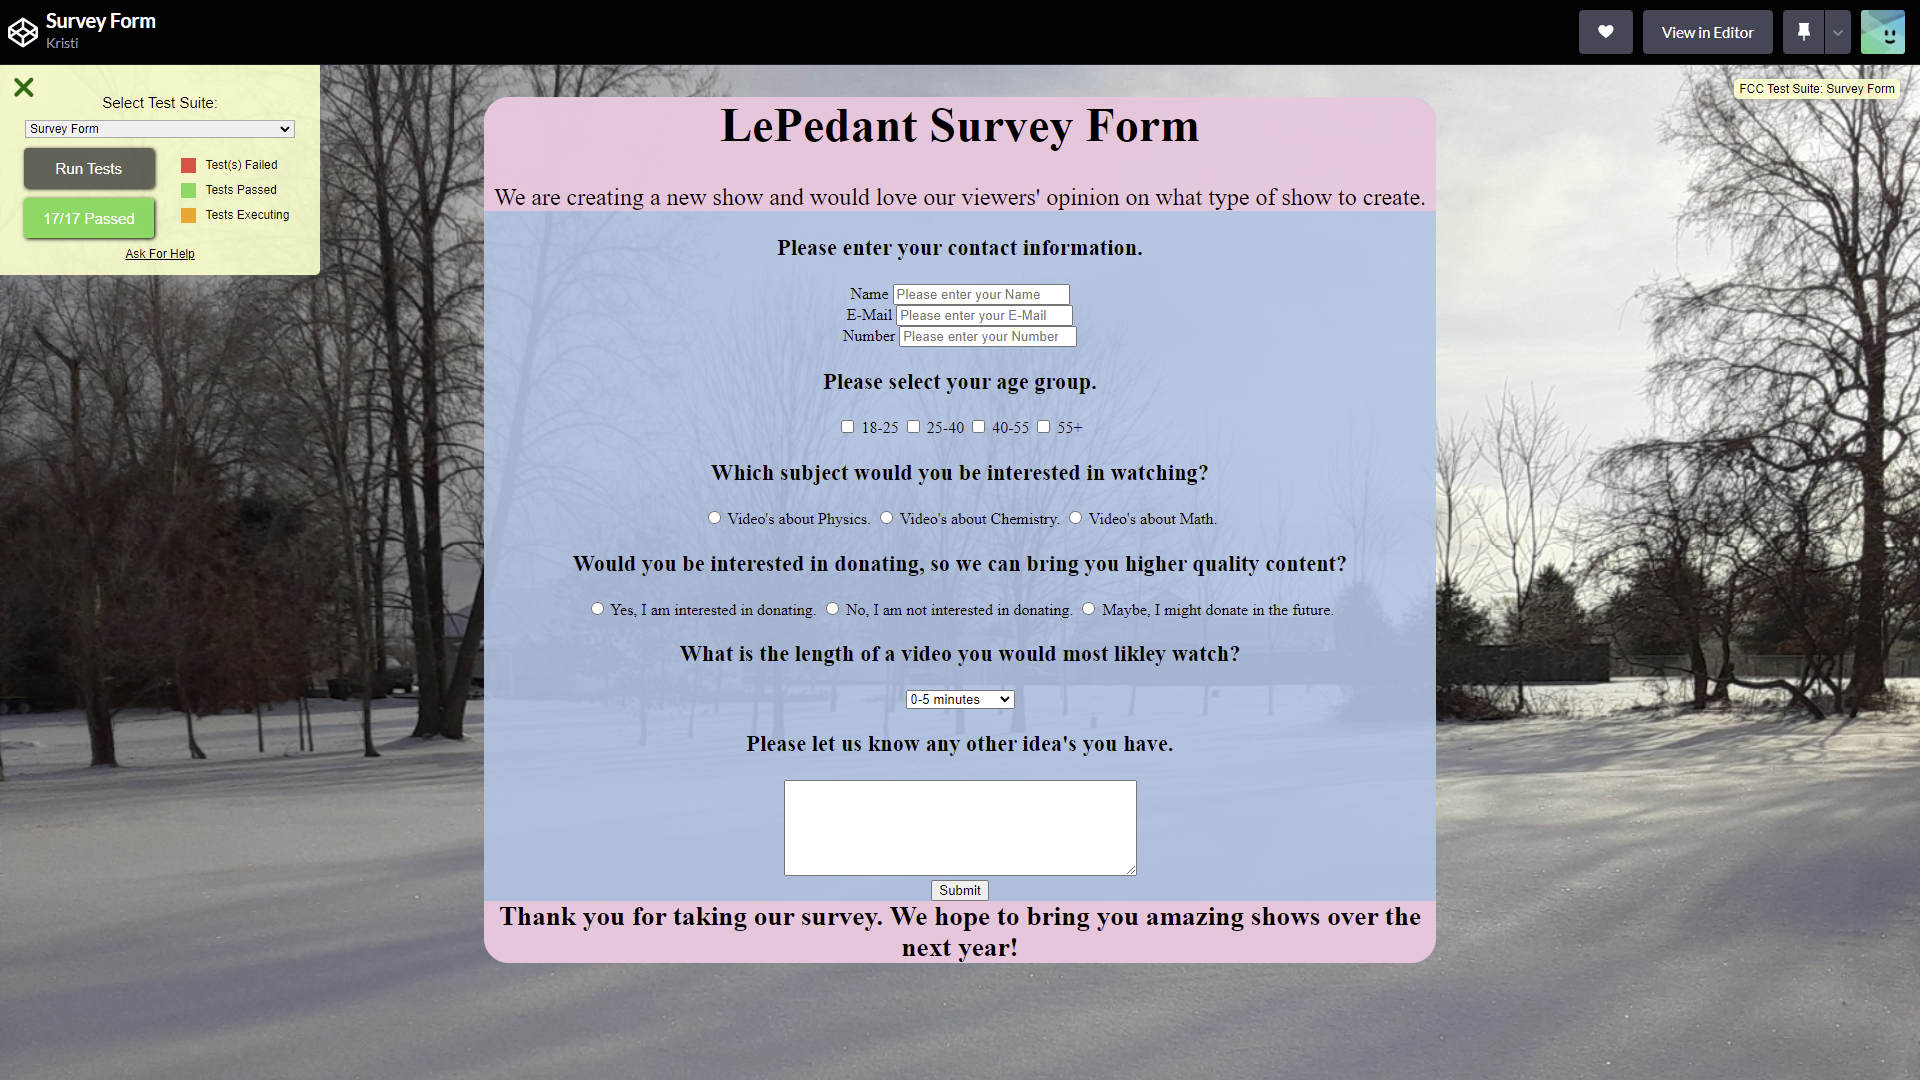 Survey Form
Kristi
View in Editor
Select Test Suite:
Survey Form
Run Tests
Test(s) Failed
Tests Passed
17/17 Passed
Tests Executing
Ask For Help
FCC Test Suite: Survey Form
LePedant Survey Form
We are creating a new show and would love our viewers' opinion on what type of show to create.
Please enter your contact information.
Name Please enter your Name
E-Mail Please enter your E-Mail
Number Please enter your Number
Please select your age group.
18-25 25-40 40-55 55+
Which subject would you be interested in watching?
Video's about Physics. Video's about Chemistry. Video's about Math.
Would you be interested in donating, so we can bring you higher quality content?
Yes, I am interested in donating. No, I am not interested in donating. Maybe, I might donate in the future.
What is the length of a video you would most likley watch?
0-5 minutes
Please let us know any other idea's you have.
Submit
Thank you for taking our survey. We hope to bring you amazing shows over the
next year!